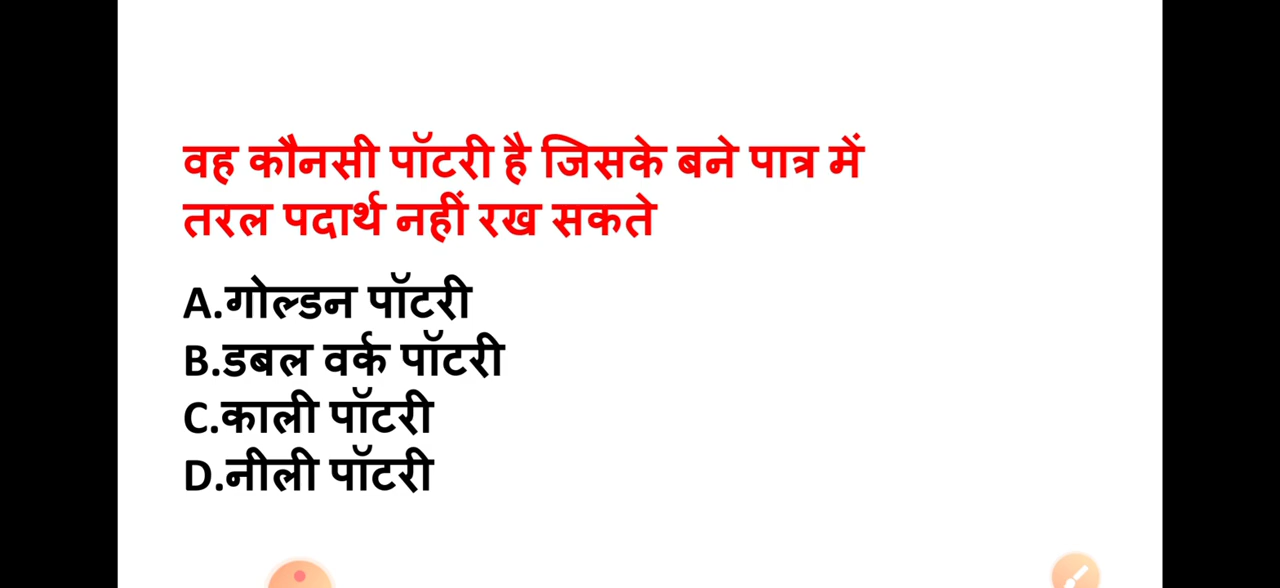 वह कौनसी पॉटरी है जिसके बने पात्र में
तरल पदार्थ नहीं रख सकते
A.गोल्डन पॉटरी
B.डबल वर्क पॉटरी
C.काली पॉटरी
D.नीली पॉटरी